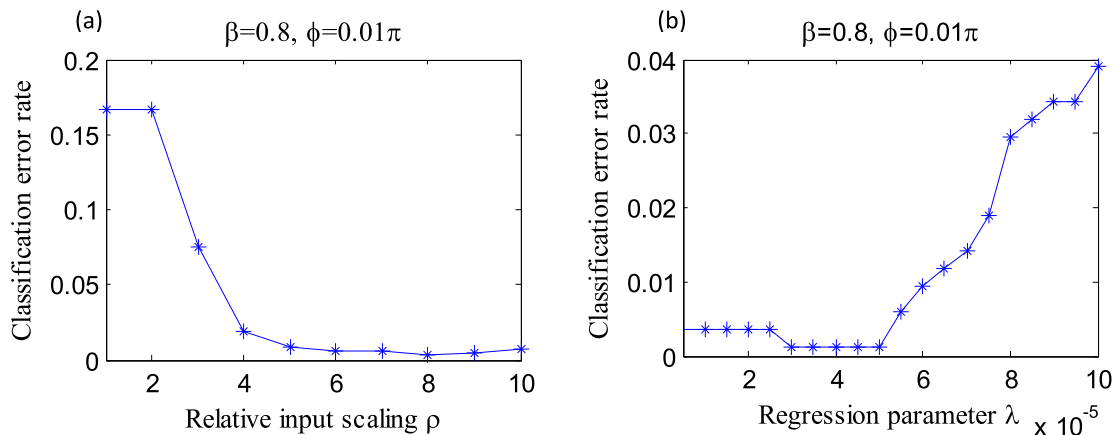 (a)
β=0.8, ϕ=0.01π
Classification error rate
0.2
0.15
0.1
0.05
0
2
4
6
8
10
Relative input scaling ρ
(b)
β=0.8, ϕ=0.01π
Classification error rate
0.04
0.03
0.02
0.01
0
2
4
6
8
10
Regression parameter λ
x 10⁻⁵